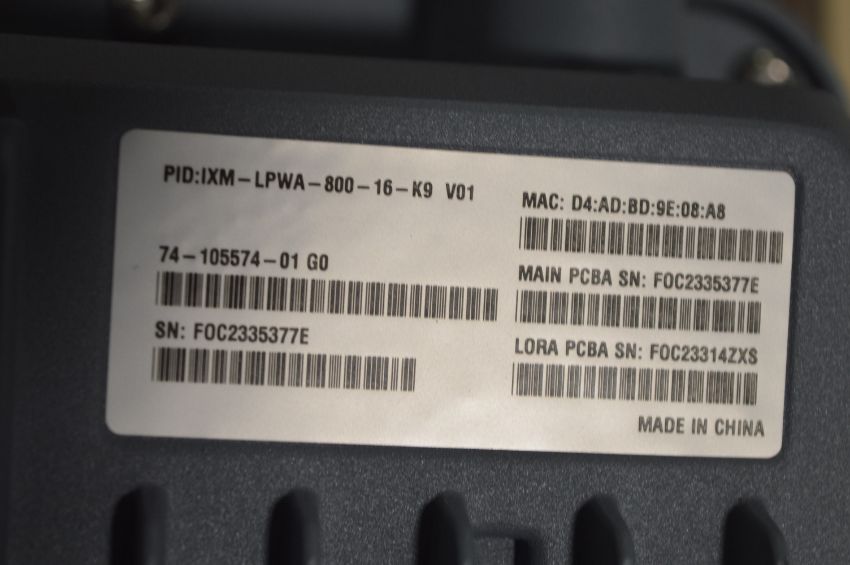 PID:IXM-LPWA-800-16-K9 V01
74-105574-01 G0
SN: FOC2335377E
MAC: D4:AD:BD:9E:08:A8
MAIN PCBA SN: FOC2335377E
LORA PCBA SN: FOC23314ZXS
MADE IN CHINA